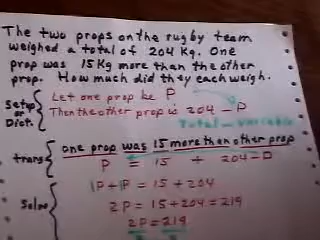 The two props on the rugby team
weighed a total of 204 Kg. One
prop was 15 Kg more than the other
prop. How much did they each weigh.
Setup or Dict. { Let one prop be P
Then the other prop is 204 - P
Total - variable
trans { one prop was 15 more than other prop
P = 15 + 204 - P
Solve { 1P + 1P = 15 + 204
2P = 15 + 204 = 219
2P = 219